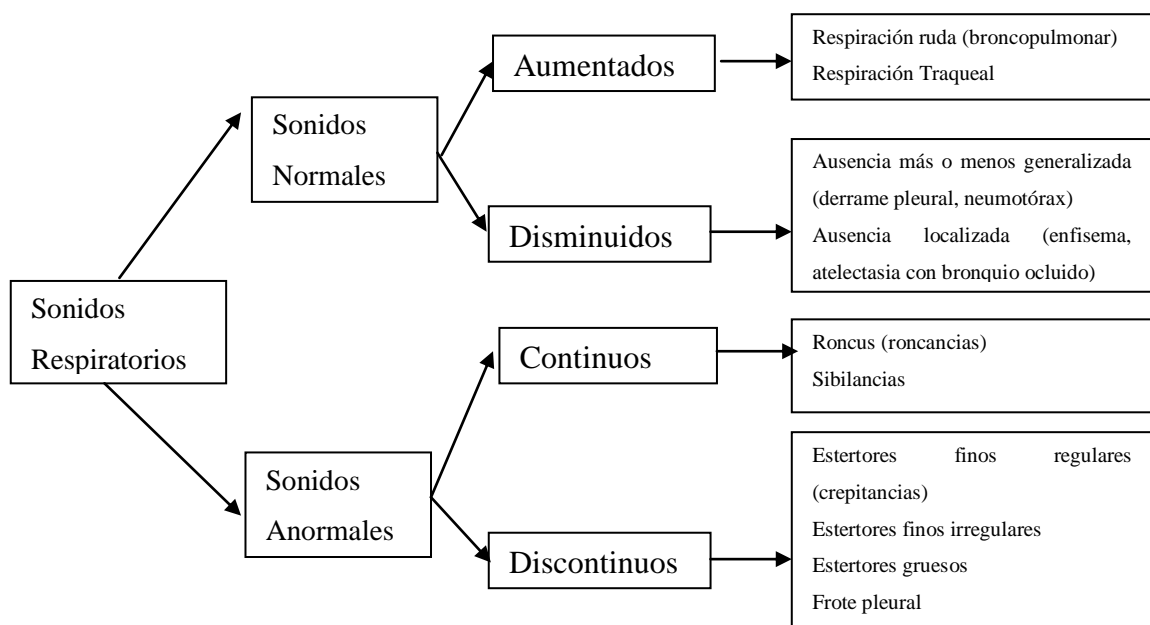 Sonidos
Respiratorios
Sonidos
Normales
Aumentados
Respiración ruda (broncopulmonar)
Respiración Traqueal
Disminuidos
Ausencia más o menos generalizada
(derrame pleural, neumotórax)
Ausencia localizada (enfisema,
atelectasia con bronquio ocluido)
Sonidos
Anormales
Continuos
Roncus (roncancias)
Sibilancias
Discontinuos
Estertores finos regulares
(crepitancias)
Estertores finos irregulares
Estertores gruesos
Frote pleural